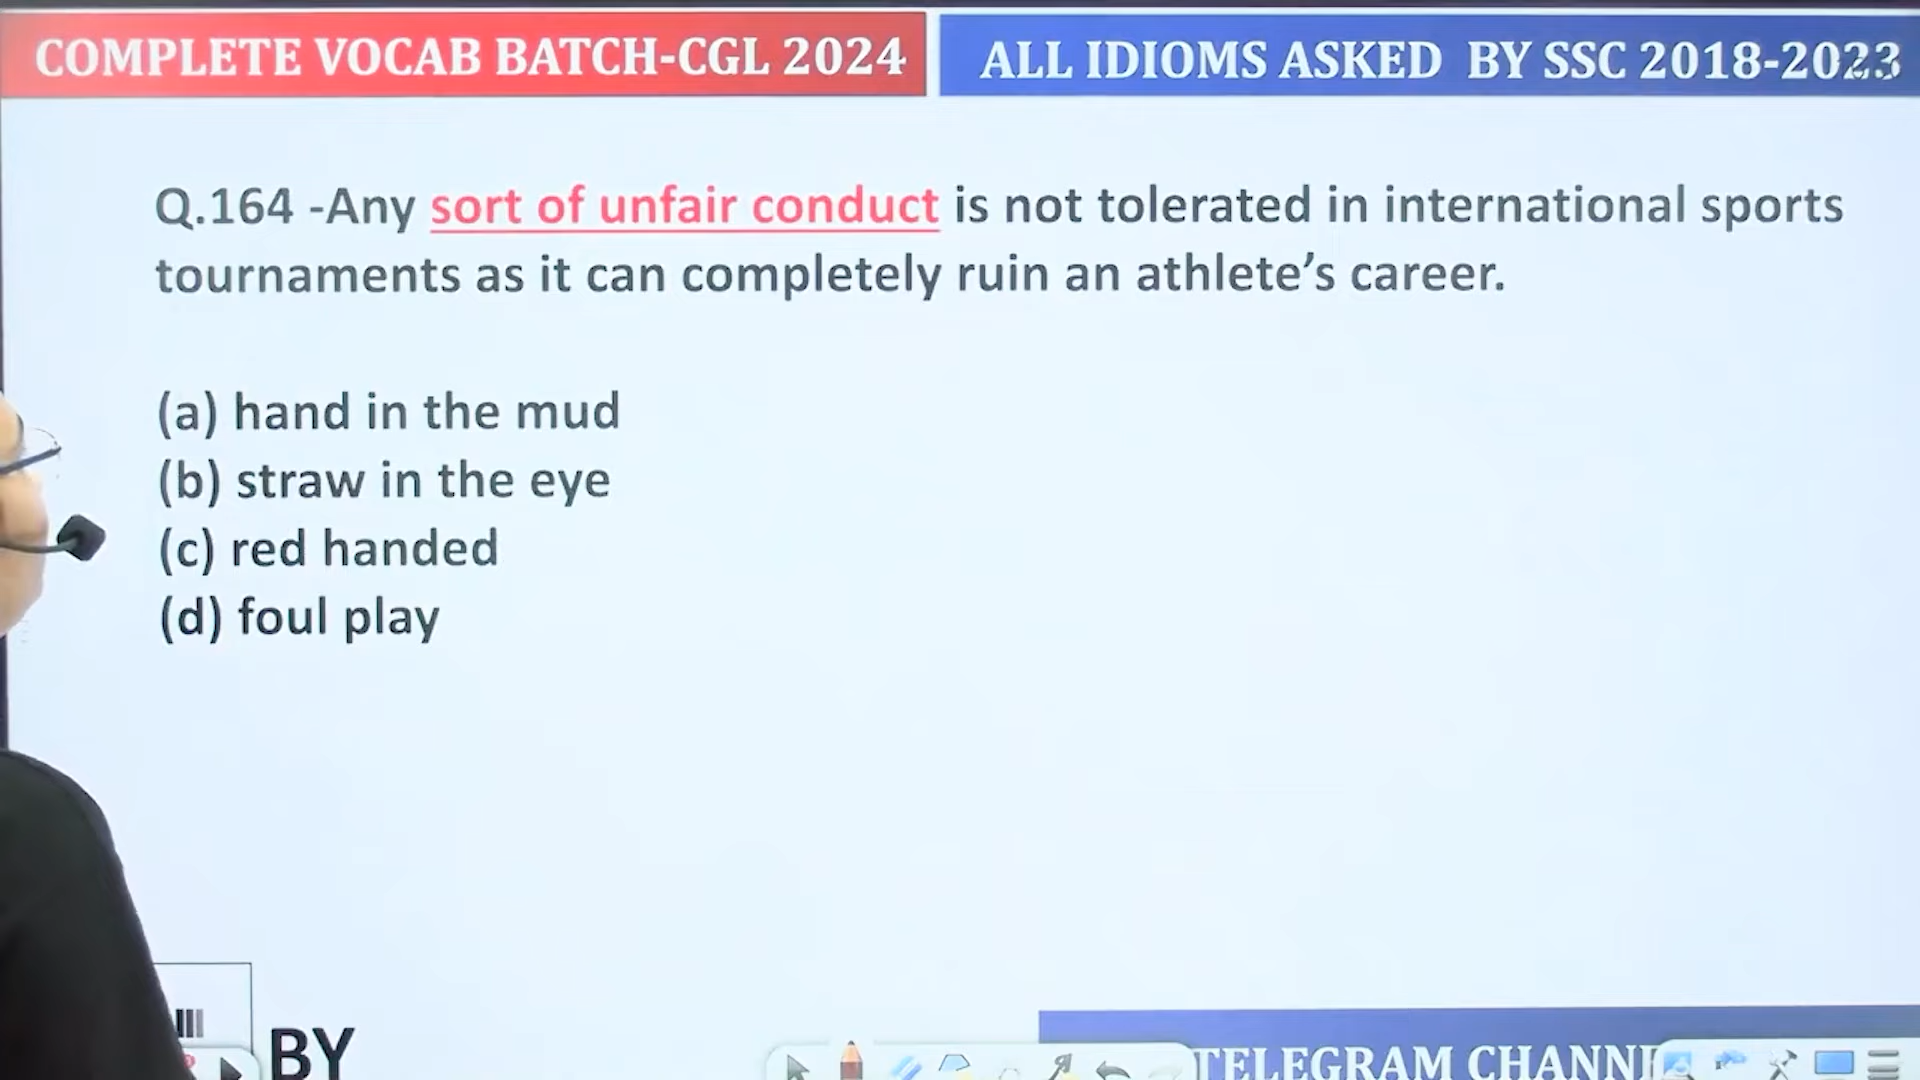 COMPLETE VOCAB BATCH-CGL 2024
ALL IDIOMS ASKED BY SSC 2018-2023
Q.164 -Any sort of unfair conduct is not tolerated in international sports
tournaments as it can completely ruin an athlete’s career.
(a) hand in the mud
(b) straw in the eye
(c) red handed
(d) foul play
BY
TELEGRAM CHANNE